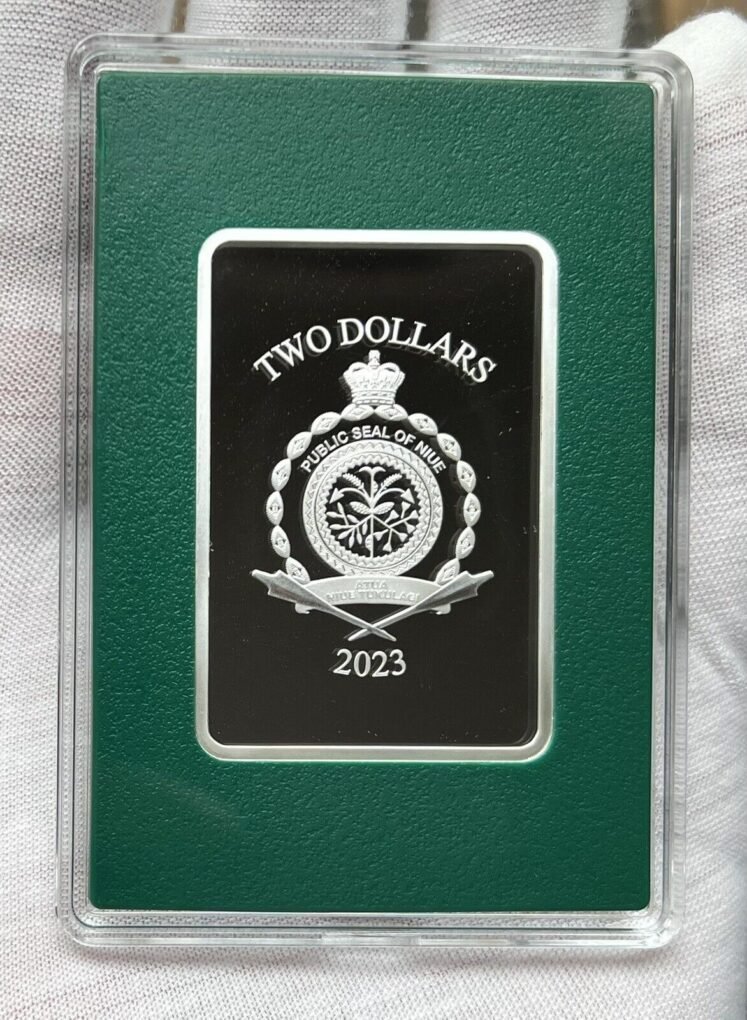 TWO DOLLARS
PUBLIC SEAL OF NIUE
ATUA
NIUE TUKULAGI
2023